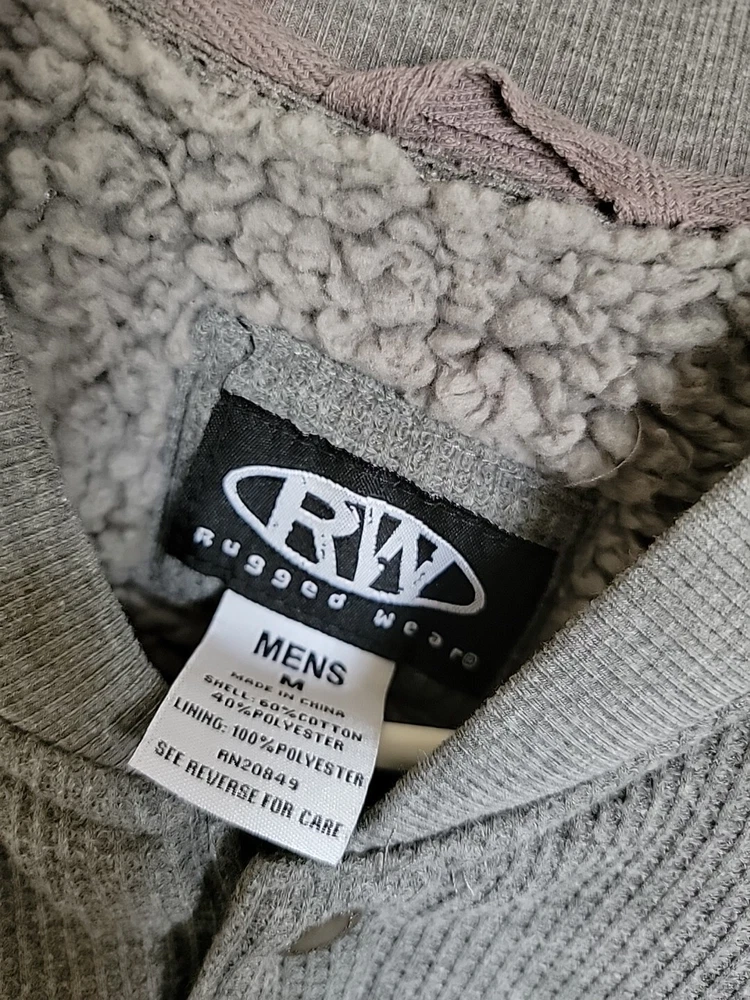 RW
Rugged Wear®
MENS
M
MADE IN CHINA
SHELL: 60%COTTON
40%POLYESTER
LINING: 100%POLYESTER
RN20849
SEE REVERSE FOR CARE